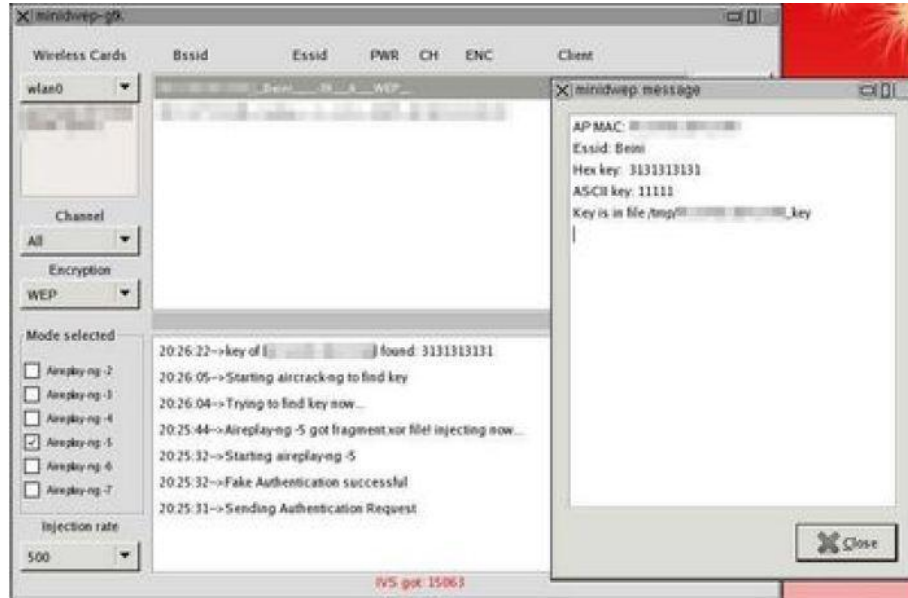 minidwep-gtk
Wireless Cards Bssid Essid PWR CH ENC Client
wlan0
Channel
All
Encryption
WEP
Mode selected
Aireplay-ng -2
Aireplay-ng -3
Aireplay-ng -4
Aireplay-ng -5
Aireplay-ng -6
Aireplay-ng -7
Injection rate
500
20:26:22-->key of [ ] found: 3131313131
20:26:05-->Starting aircrack-ng to find key
20:26:04-->Trying to find key now...
20:25:44-->Aireplay-ng -5 got fragment.xor file! injecting now...
20:25:32-->Starting aireplay-ng -5
20:25:32-->Fake Authentication successful
20:25:31-->Sending Authentication Request
IVS got: 15063
minidwep message
AP MAC:
Essid: Beini
Hex key: 3131313131
ASCII key: 11111
Key is in file /tmp/ _key
Close